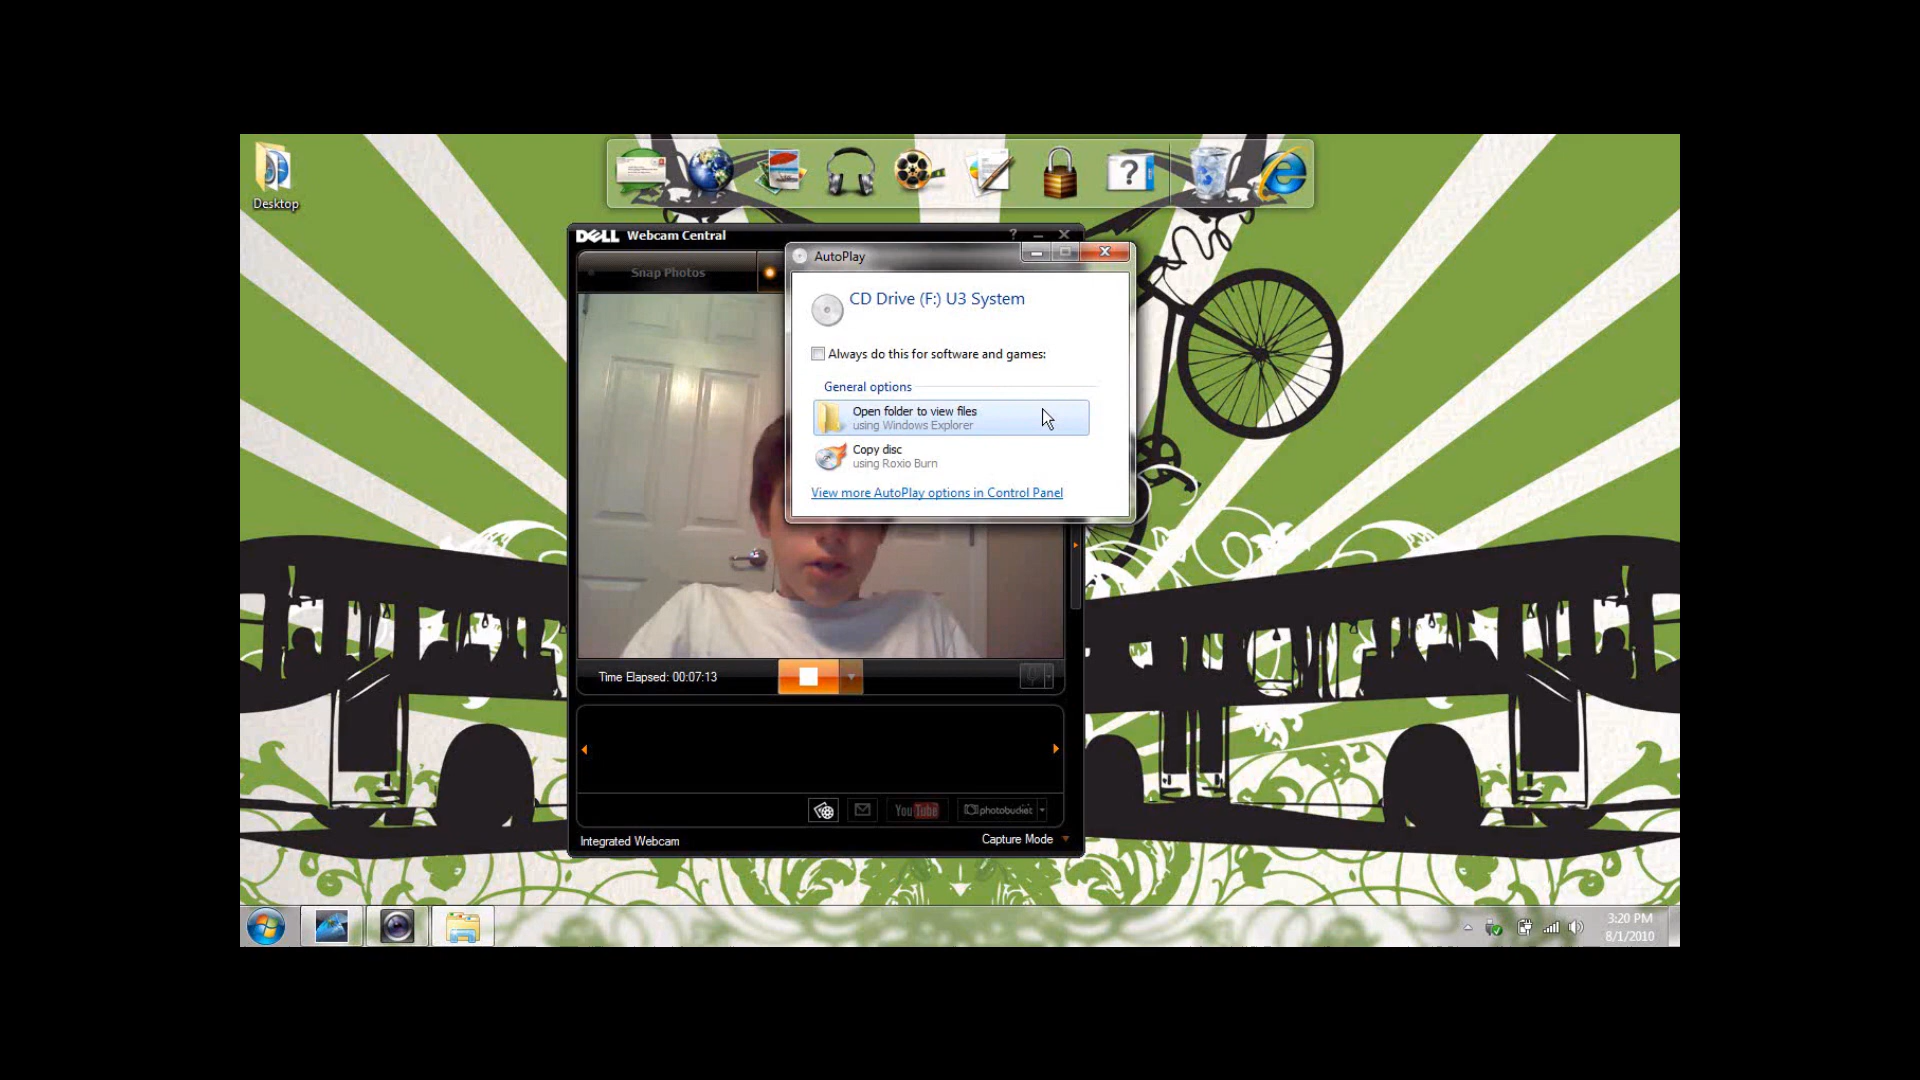 Desktop
DELL Webcam Central
Snap Photos
AutoPlay
CD Drive (F:) U3 System
Always do this for software and games:
General options
Open folder to view files
using Windows Explorer
Copy disc
using Roxio Burn
View more AutoPlay options in Control Panel
Time Elapsed: 00:07:13
YouTube
photobucket
Integrated Webcam
Capture Mode
3:20 PM
8/1/2010